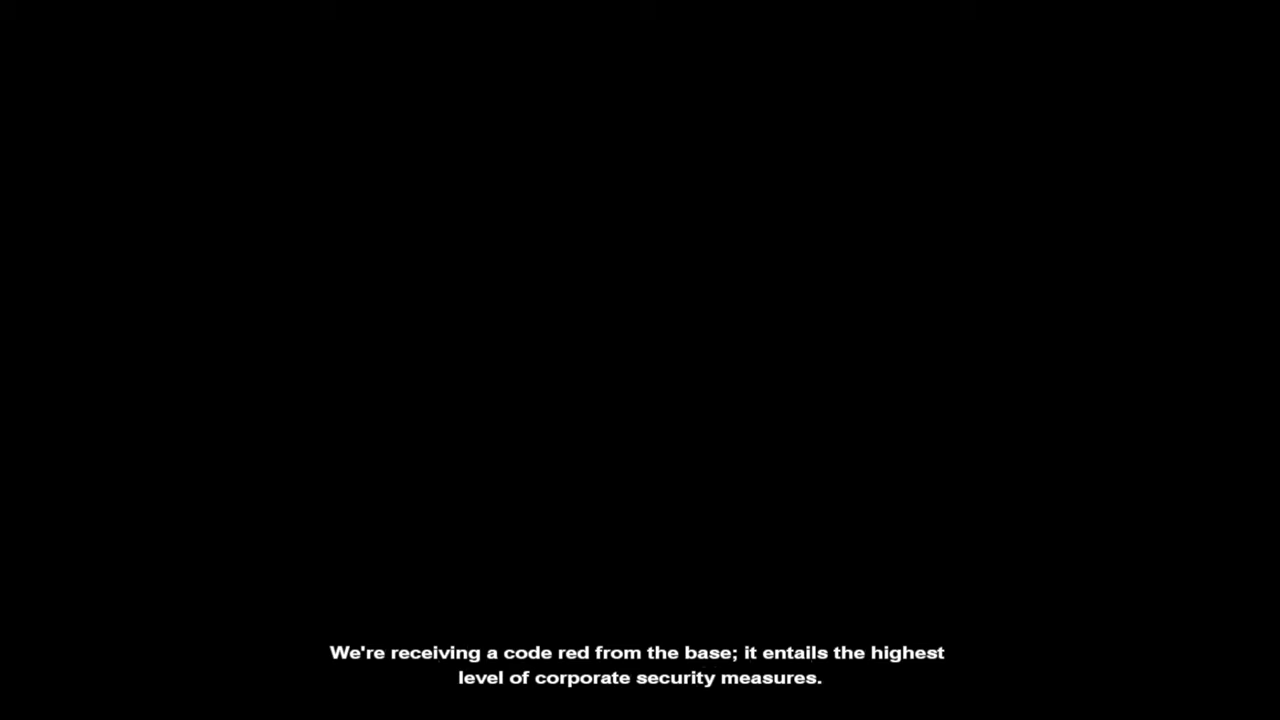 We're receiving a code red from the base; it entails the highest
level of corporate security measures.